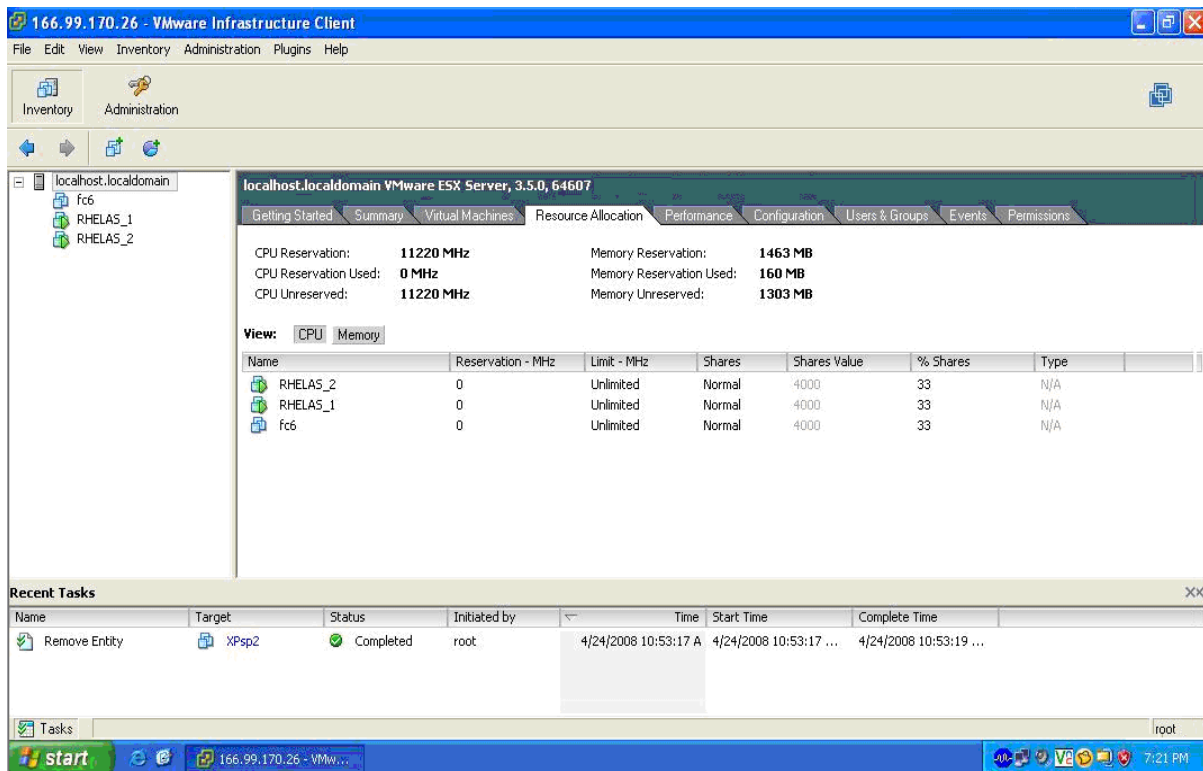 166.99.170.26 - VMware Infrastructure Client
File Edit View Inventory Administration Plugins Help
Inventory Administration
localhost.localdomain
fc6
RHELAS_1
RHELAS_2
localhost.localdomain VMware ESX Server, 3.5.0, 64607
Getting Started Summary Virtual Machines Resource Allocation Performance Configuration Users & Groups Events Permissions
CPU Reservation: 11220 MHz Memory Reservation: 1463 MB
CPU Reservation Used: 0 MHz Memory Reservation Used: 160 MB
CPU Unreserved: 11220 MHz Memory Unreserved: 1303 MB
View: CPU Memory
Name Reservation - MHz Limit - MHz Shares Shares Value % Shares Type
RHELAS_2 0 Unlimited Normal 4000 33 N/A
RHELAS_1 0 Unlimited Normal 4000 33 N/A
fc6 0 Unlimited Normal 4000 33 N/A
Recent Tasks
Name Target Status Initiated by Time Start Time Complete Time
Remove Entity XPsp2 Completed root 4/24/2008 10:53:17 A 4/24/2008 10:53:17 ... 4/24/2008 10:53:19 ...
Tasks root
start 166.99.170.26 - VMw... V2 7:21 PM